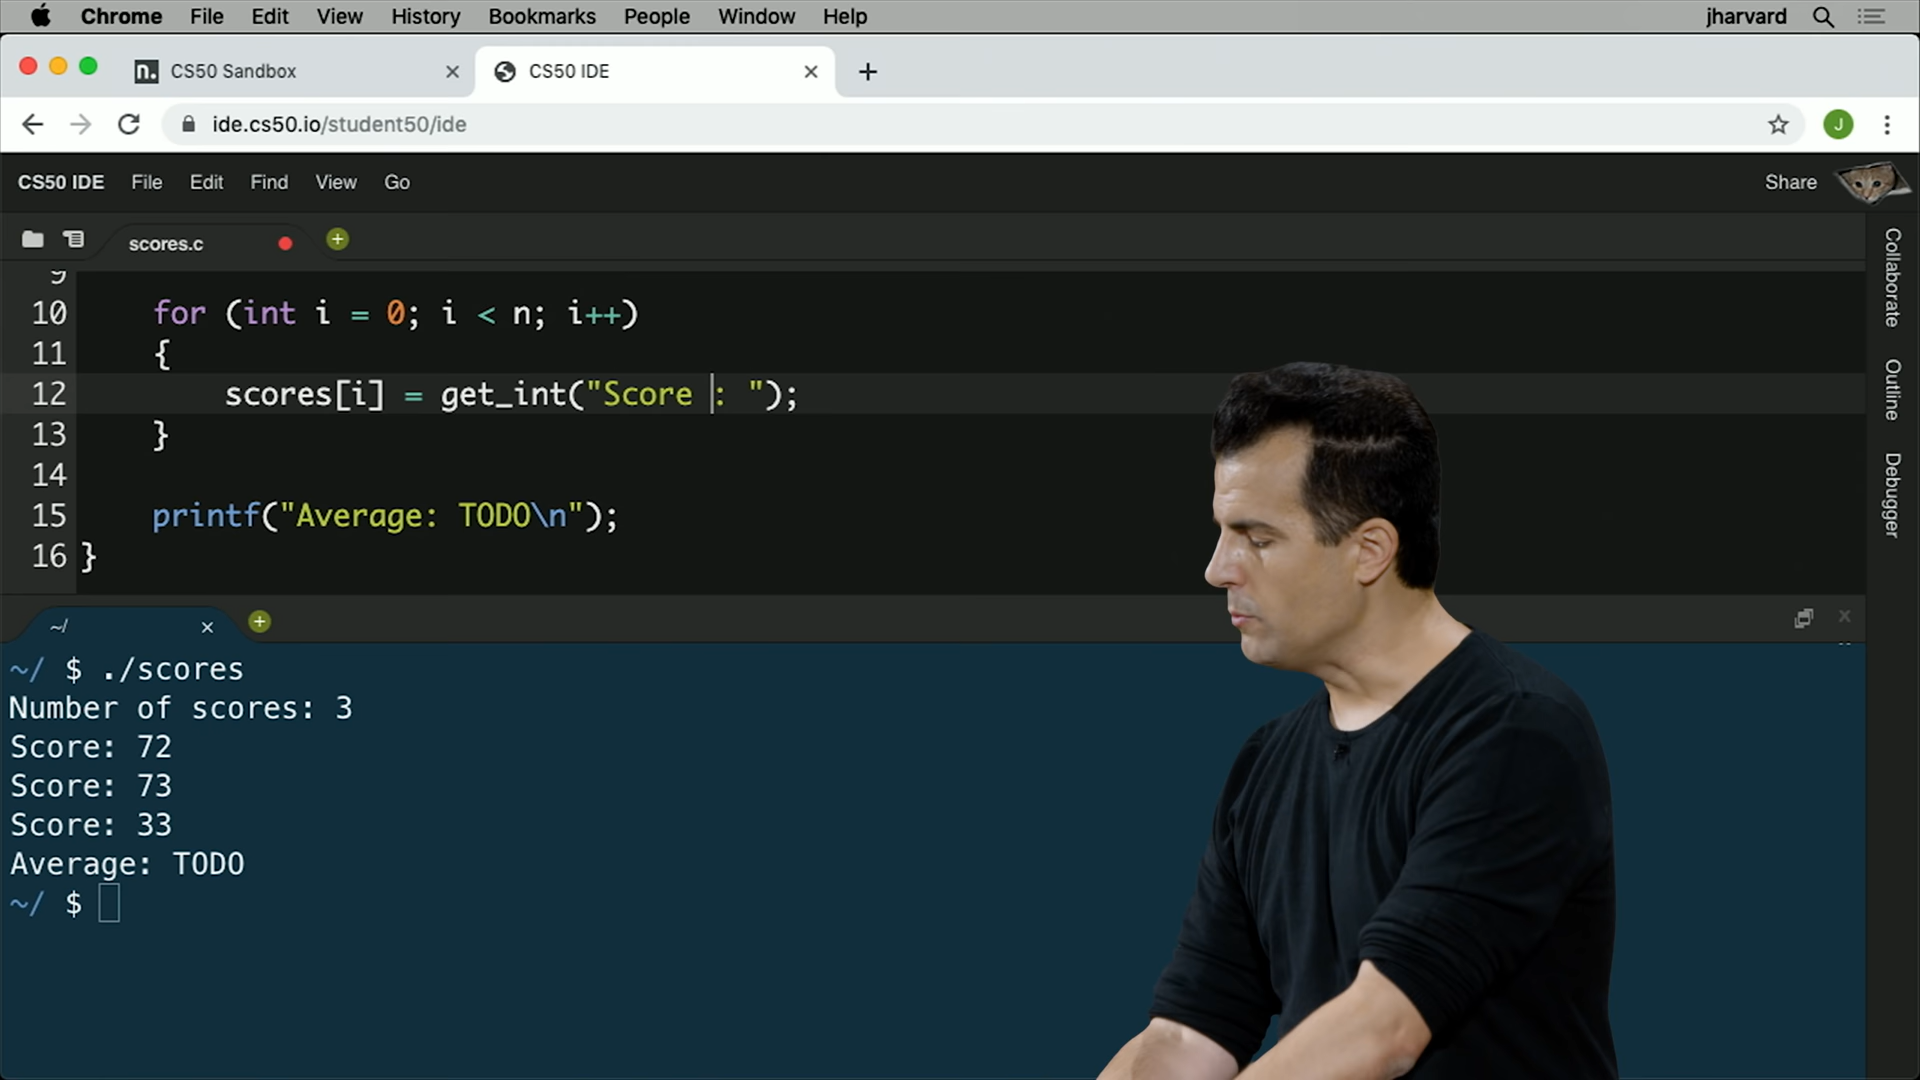 Chrome File Edit View History Bookmarks People Window Help jharvard
CS50 Sandbox CS50 IDE
ide.cs50.io/student50/ide J
CS50 IDE File Edit Find View Go Share
scores.c
9
10 for (int i = 0; i < n; i++)
11 {
12 scores[i] = get_int("Score : ");
13 }
14
15 printf("Average: TODO\n");
16 }
~/
~/ $ ./scores
Number of scores: 3
Score: 72
Score: 73
Score: 33
Average: TODO
~/ $
Collaborate
Outline
Debugger